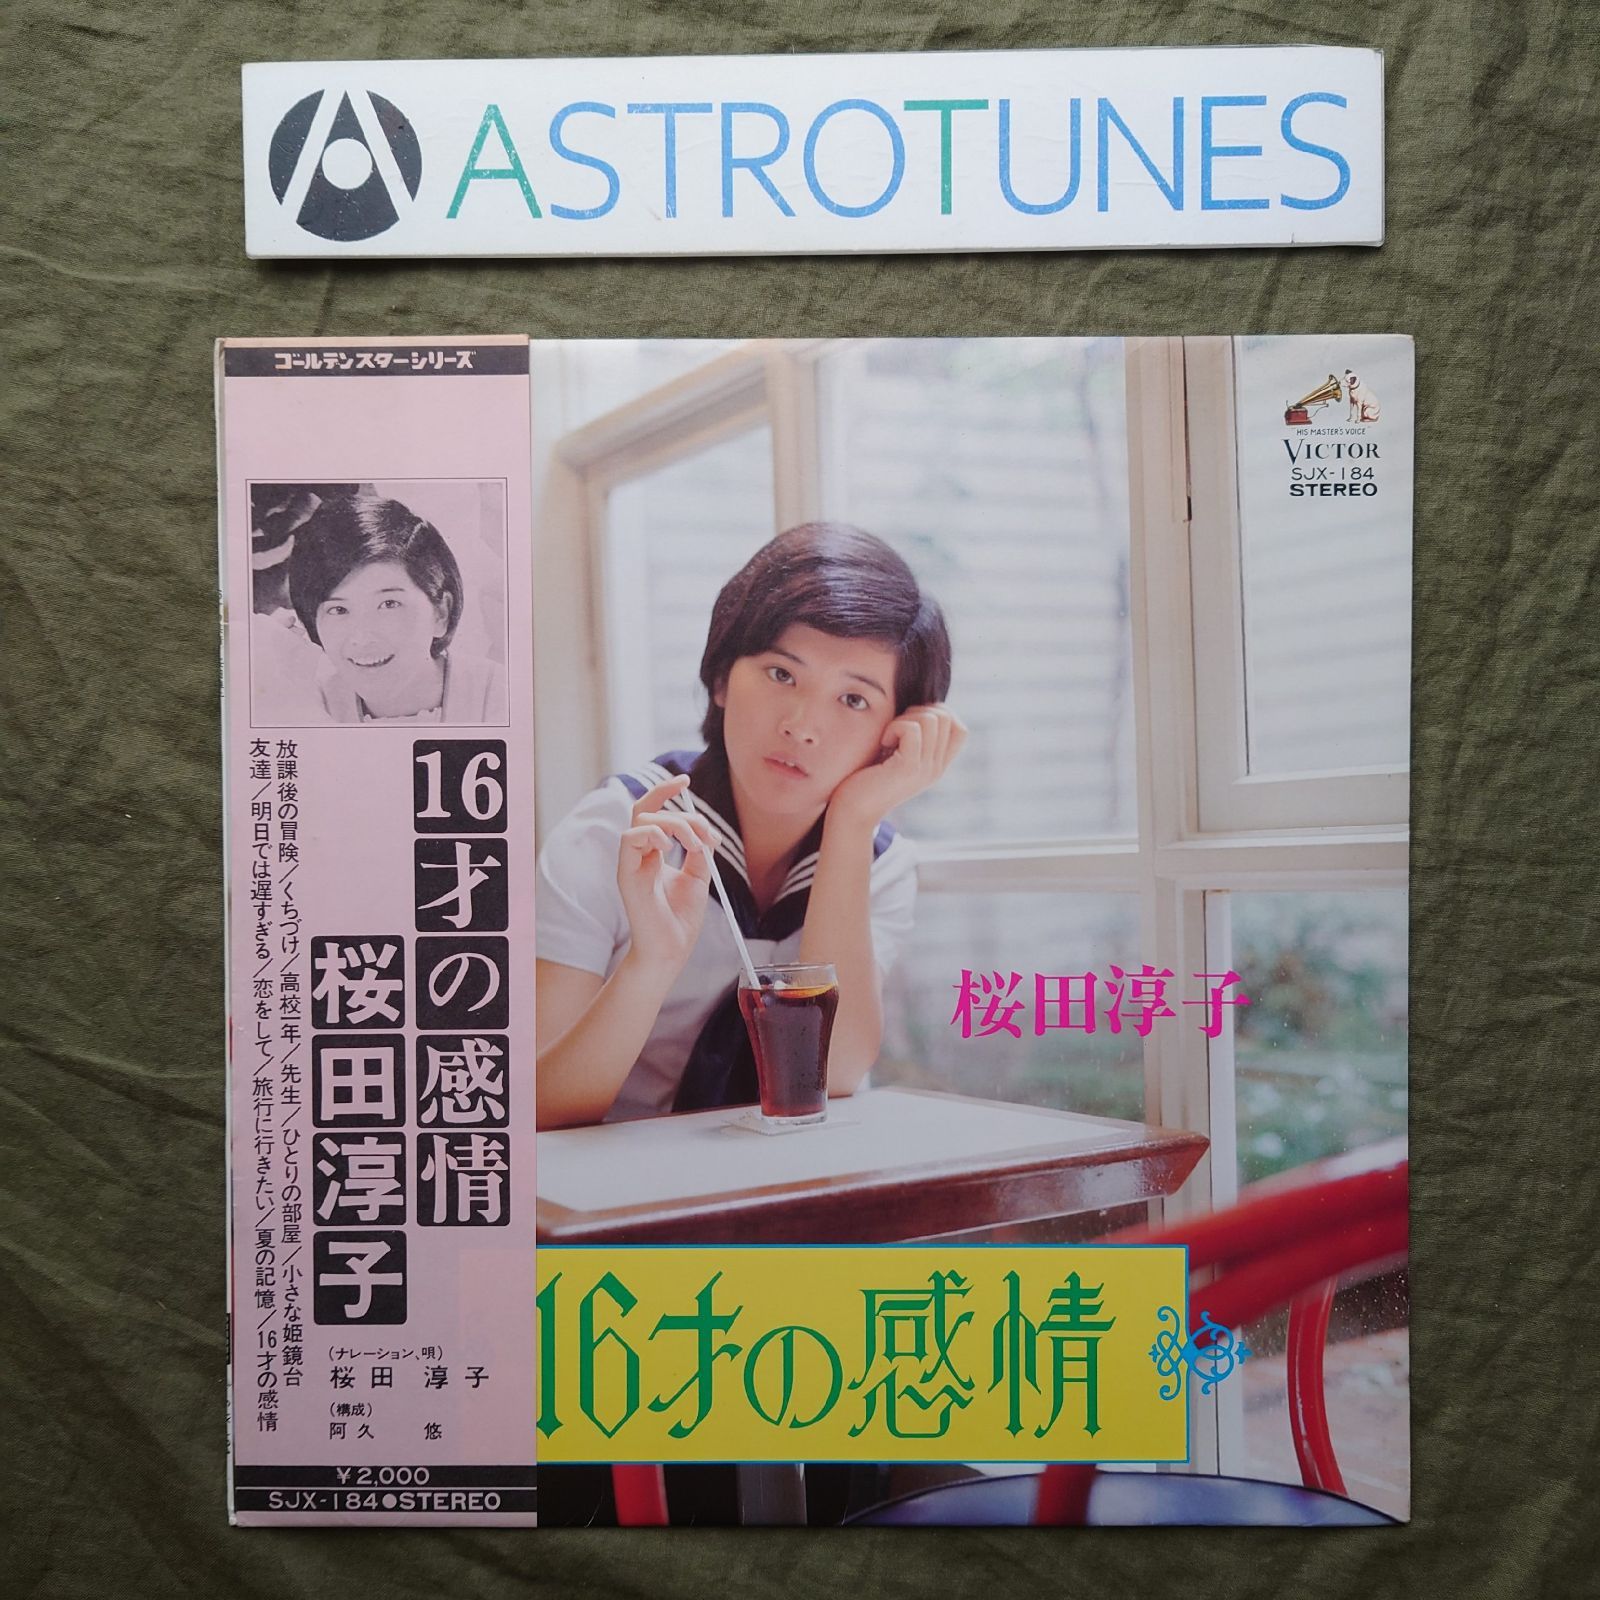 ASTROTUNES
ゴールデンスターシリーズ
16才の感情
桜田淳子
放課後の冒険／くちづけ／高校一年／先生／ひとりの部屋／小さな姫鏡台
友達／明日では遅すぎる／恋をして／旅行に行きたい／夏の記憶／16才の感情
(ナレーション、唄)
桜田 淳子
(構成)
阿久 悠
￥2,000
SJX-184●STEREO
"HIS MASTER'S VOICE"
VICTOR
SJX-184
STEREO
桜田淳子
16才の感情